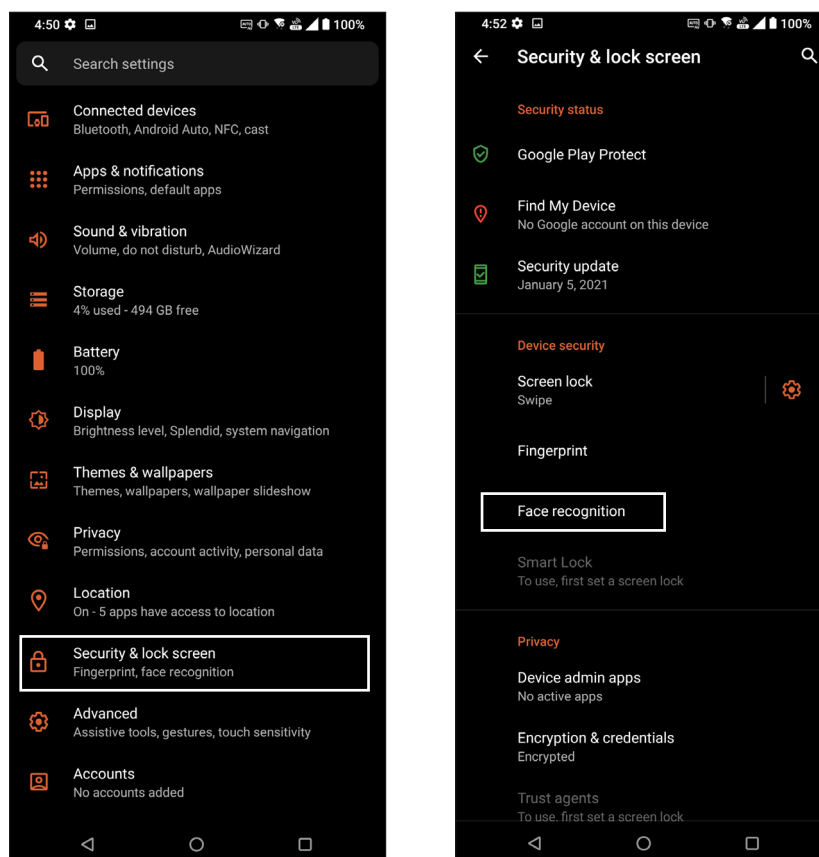 4:50
100%
Search settings
Connected devices
Bluetooth, Android Auto, NFC, cast
Apps & notifications
Permissions, default apps
Sound & vibration
Volume, do not disturb, AudioWizard
Storage
4% used - 494 GB free
Battery
100%
Display
Brightness level, Splendid, system navigation
Themes & wallpapers
Themes, wallpapers, wallpaper slideshow
Privacy
Permissions, account activity, personal data
Location
On - 5 apps have access to location
Security & lock screen
Fingerprint, face recognition
Advanced
Assistive tools, gestures, touch sensitivity
Accounts
No accounts added
4:52
100%
Security & lock screen
Security status
Google Play Protect
Find My Device
No Google account on this device
Security update
January 5, 2021
Device security
Screen lock
Swipe
Fingerprint
Face recognition
Smart Lock
To use, first set a screen lock
Privacy
Device admin apps
No active apps
Encryption & credentials
Encrypted
Trust agents
To use, first set a screen lock